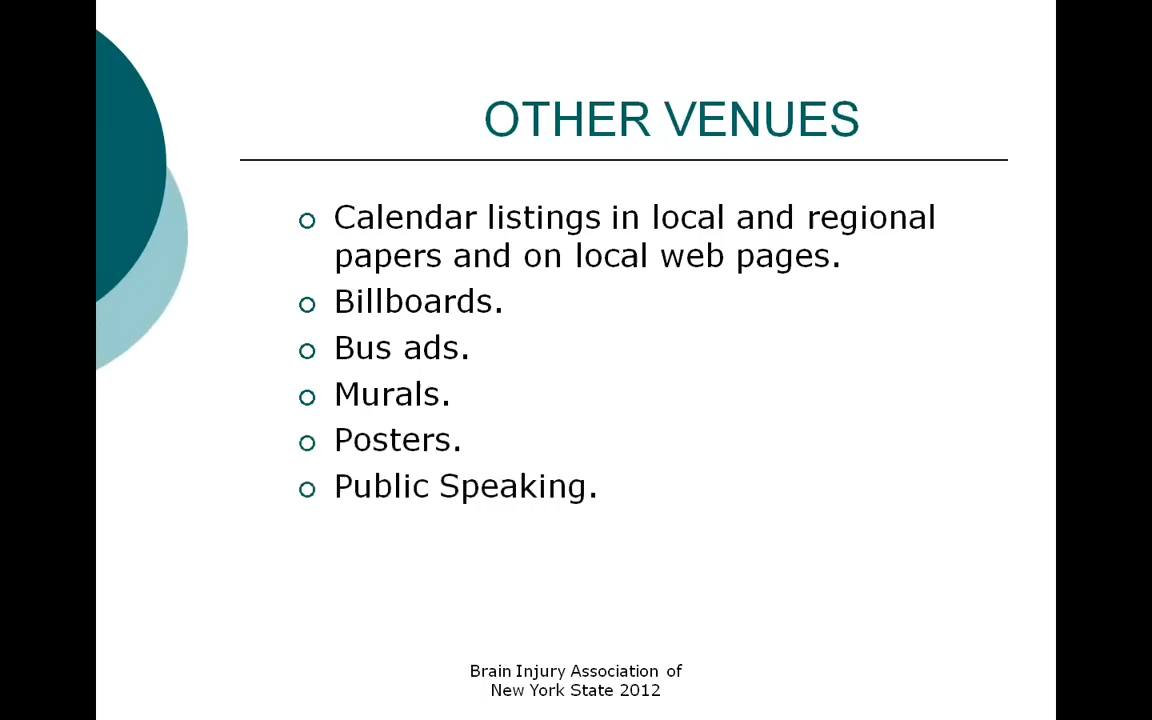 OTHER VENUES
Calendar listings in local and regional
papers and on local web pages.
Billboards.
Bus ads.
Murals.
Posters.
Public Speaking.
Brain Injury Association of
New York State 2012